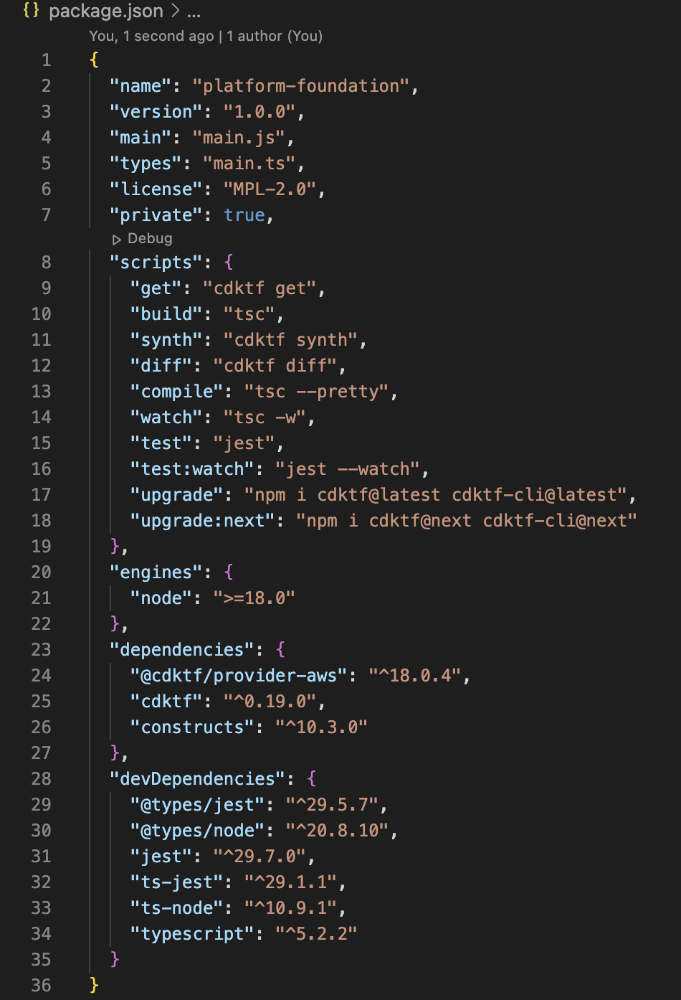 {} package.json > ...
You, 1 second ago | 1 author (You)
1 {
2 "name": "platform-foundation",
3 "version": "1.0.0",
4 "main": "main.js",
5 "types": "main.ts",
6 "license": "MPL-2.0",
7 "private": true,
▷ Debug
8 "scripts": {
9 "get": "cdktf get",
10 "build": "tsc",
11 "synth": "cdktf synth",
12 "diff": "cdktf diff",
13 "compile": "tsc --pretty",
14 "watch": "tsc -w",
15 "test": "jest",
16 "test:watch": "jest --watch",
17 "upgrade": "npm i cdktf@latest cdktf-cli@latest",
18 "upgrade:next": "npm i cdktf@next cdktf-cli@next"
19 },
20 "engines": {
21 "node": ">=18.0"
22 },
23 "dependencies": {
24 "@cdktf/provider-aws": "^18.0.4",
25 "cdktf": "^0.19.0",
26 "constructs": "^10.3.0"
27 },
28 "devDependencies": {
29 "@types/jest": "^29.5.7",
30 "@types/node": "^20.8.10",
31 "jest": "^29.7.0",
32 "ts-jest": "^29.1.1",
33 "ts-node": "^10.9.1",
34 "typescript": "^5.2.2"
35 }
36 }